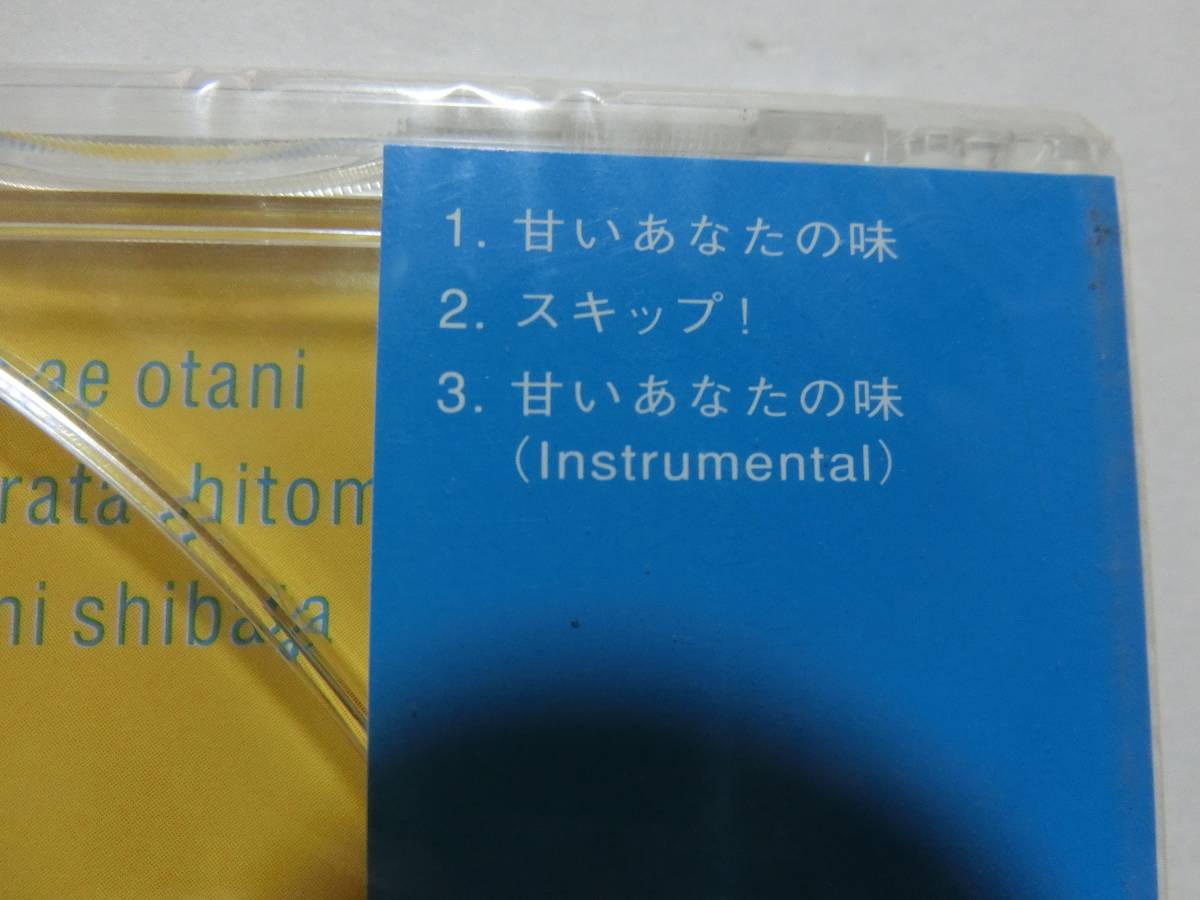 1. 甘いあなたの味
2. スキップ！
3. 甘いあなたの味
（Instrumental）
ae otani
rata hitom
ni shibata